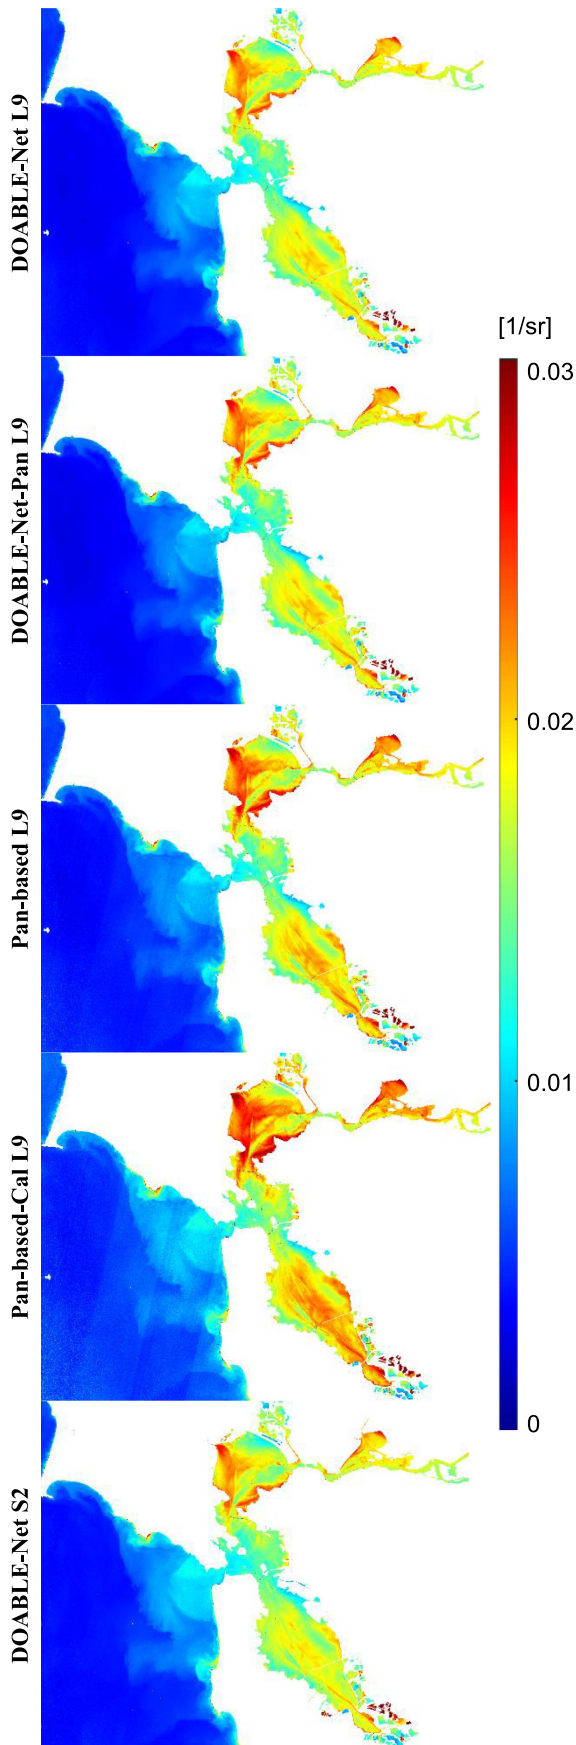 DOABLE-Net L9
[1/sr]
0.03
DOABLE-Net-Pan L9
0.02
Pan-based L9
0.01
Pan-based-Cal L9
0
DOABLE-Net S2